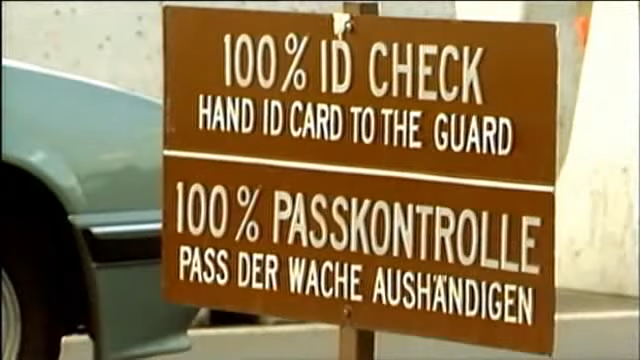 100% ID CHECK
HAND ID CARD TO THE GUARD
100% PASSKONTROLLE
PASS DER WACHE AUSHÄNDIGEN